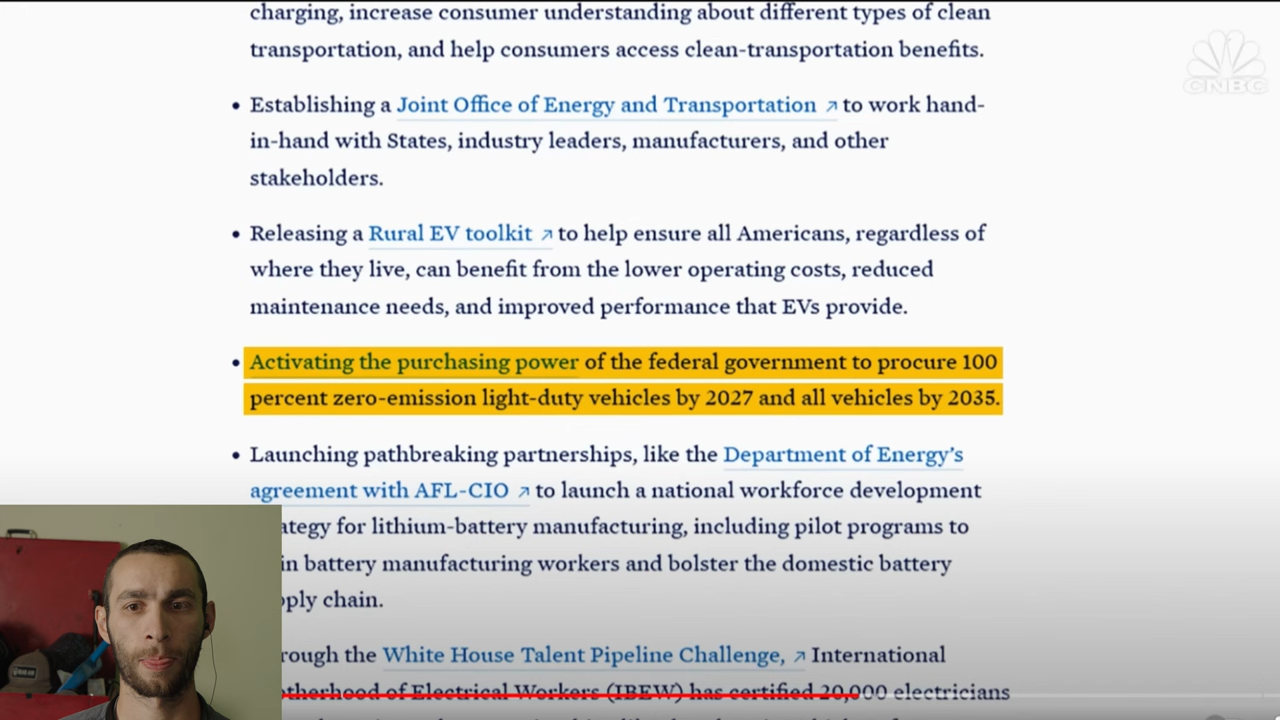 charging, increase consumer understanding about different types of clean
transportation, and help consumers access clean-transportation benefits.
CNBC
• Establishing a Joint Office of Energy and Transportation ↗ to work hand-
in-hand with States, industry leaders, manufacturers, and other
stakeholders.
• Releasing a Rural EV toolkit ↗ to help ensure all Americans, regardless of
where they live, can benefit from the lower operating costs, reduced
maintenance needs, and improved performance that EVs provide.
• Activating the purchasing power of the federal government to procure 100
percent zero-emission light-duty vehicles by 2027 and all vehicles by 2035.
• Launching pathbreaking partnerships, like the Department of Energy’s
agreement with AFL-CIO ↗ to launch a national workforce development
ategy for lithium-battery manufacturing, including pilot programs to
in battery manufacturing workers and bolster the domestic battery
ply chain.
rough the White House Talent Pipeline Challenge, ↗ International
otherhood of Electrical Workers (IBEW) has certified 20,000 electricians